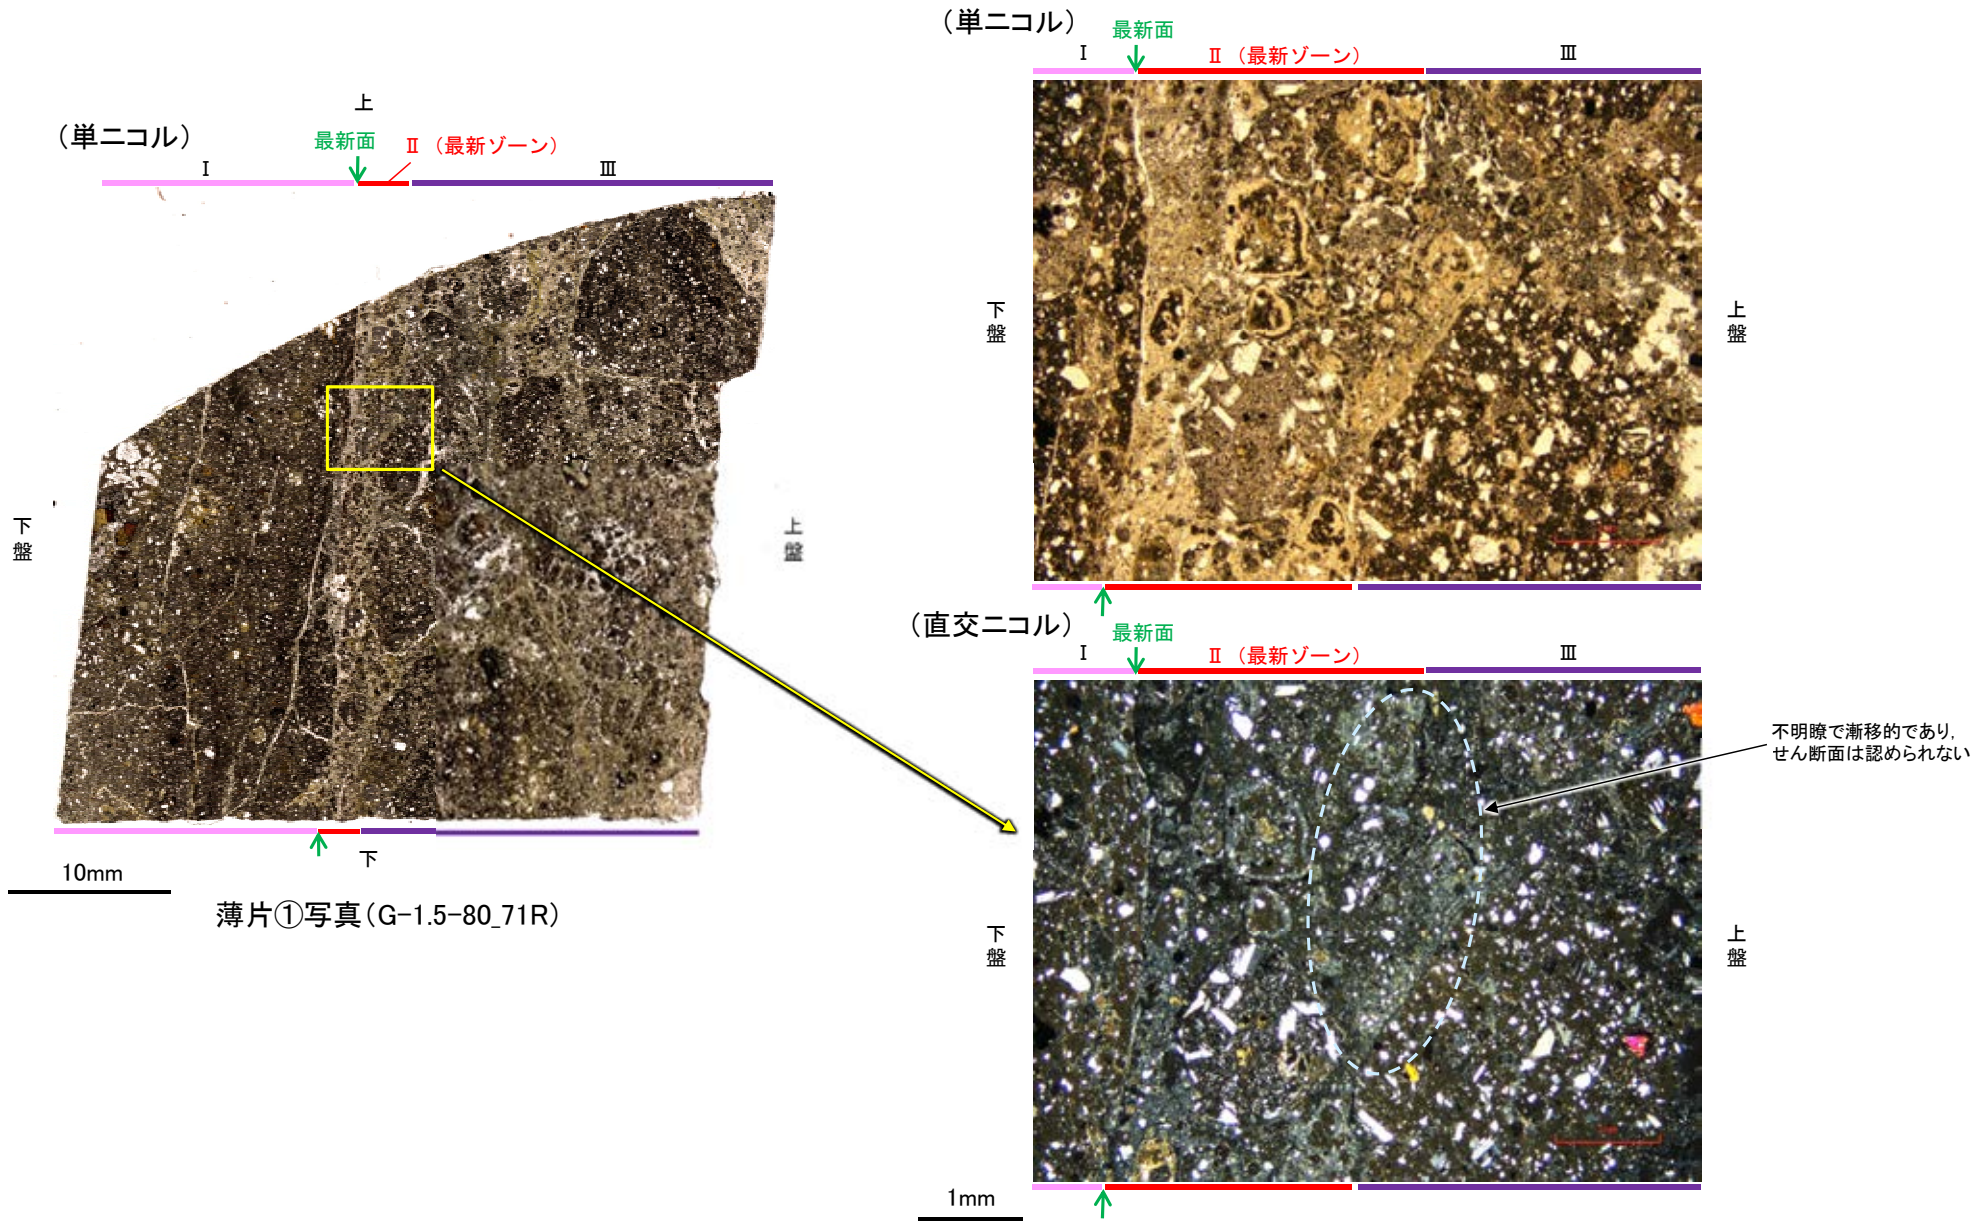 （単ニコル）
上
最新面
Ⅱ（最新ゾーン）
Ⅰ
Ⅲ
下盤
上盤
下
10mm
薄片①写真（G-1.5-80_71R）
（単ニコル）
最新面
Ⅰ
Ⅱ（最新ゾーン）
Ⅲ
下盤
上盤
（直交ニコル）
最新面
Ⅰ
Ⅱ（最新ゾーン）
Ⅲ
下盤
上盤
不明瞭で漸移的であり，
せん断面は認められない
1mm